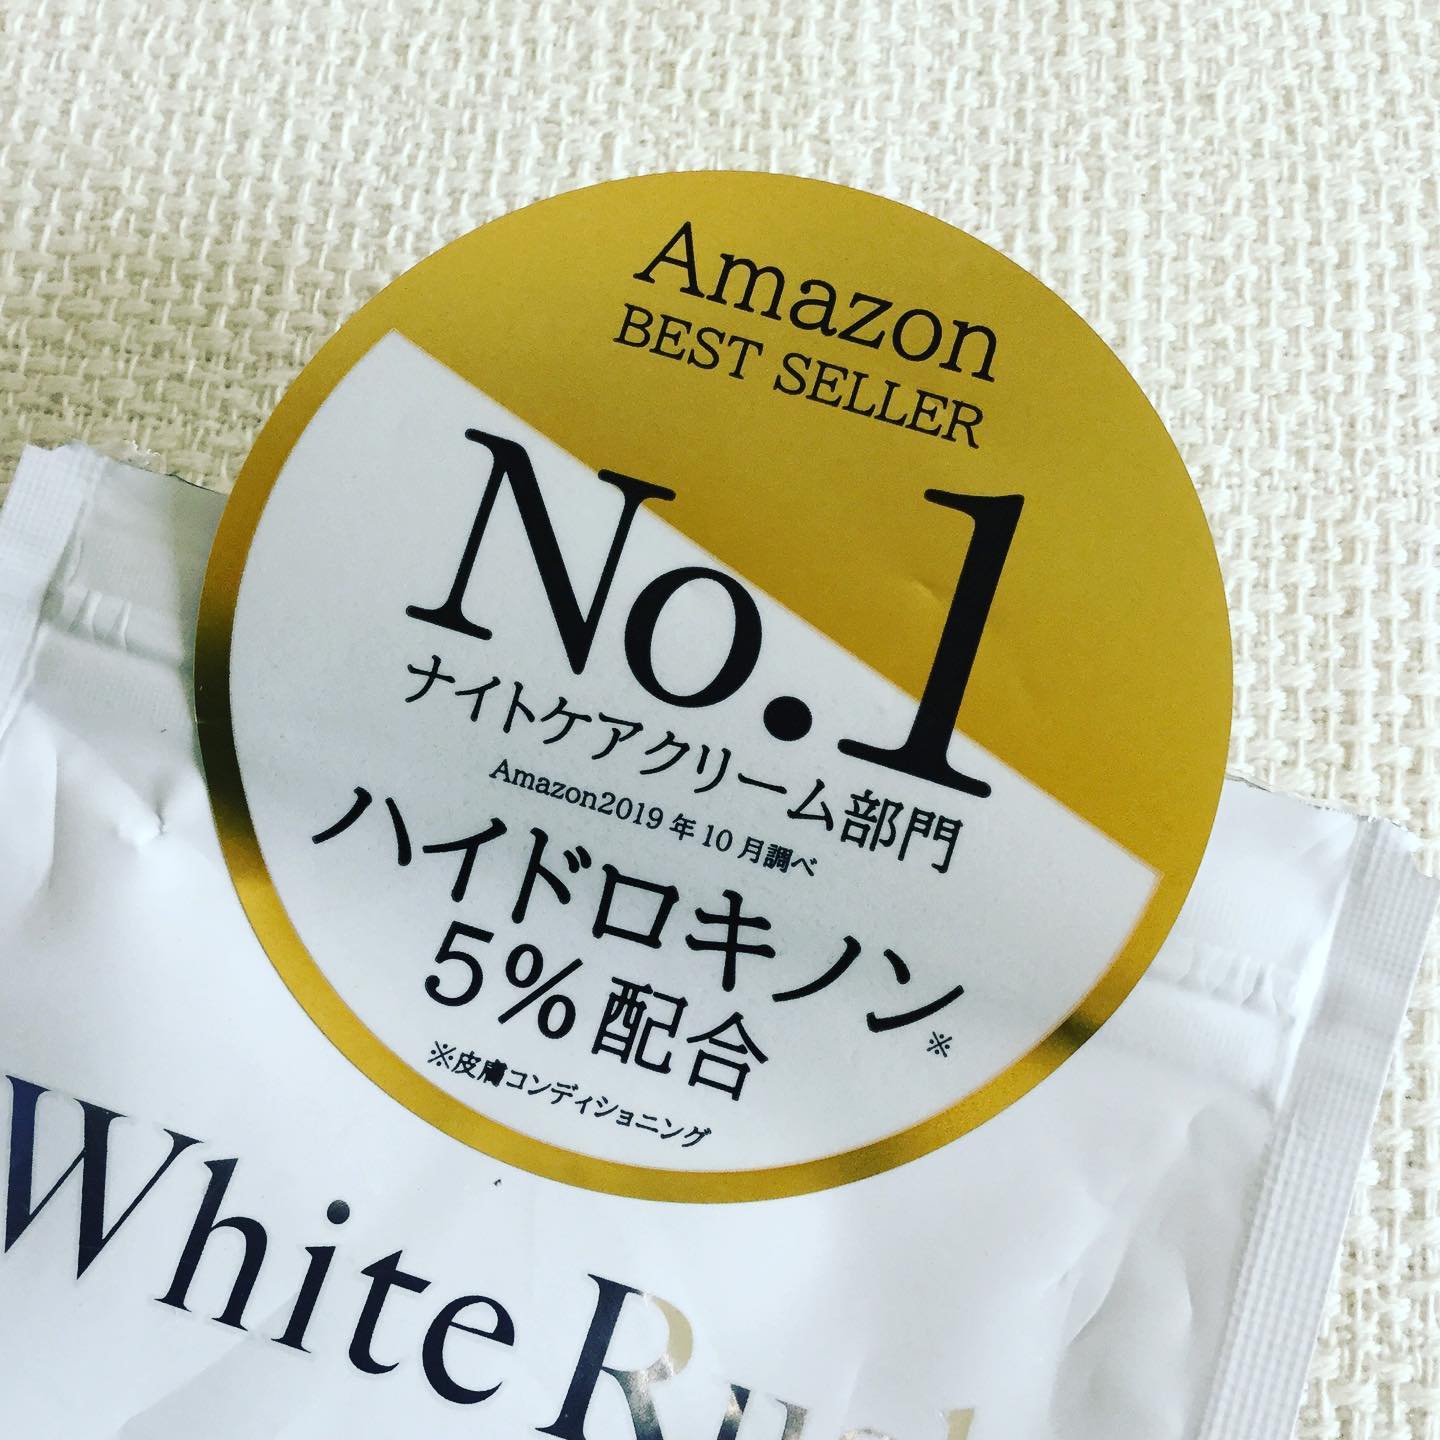 Amazon
BEST SELLER
No.1
ナイトケアクリーム部門
Amazon2019年10月調べ
ハイドロキノン※
5%配合
※皮膚コンディショニング
White